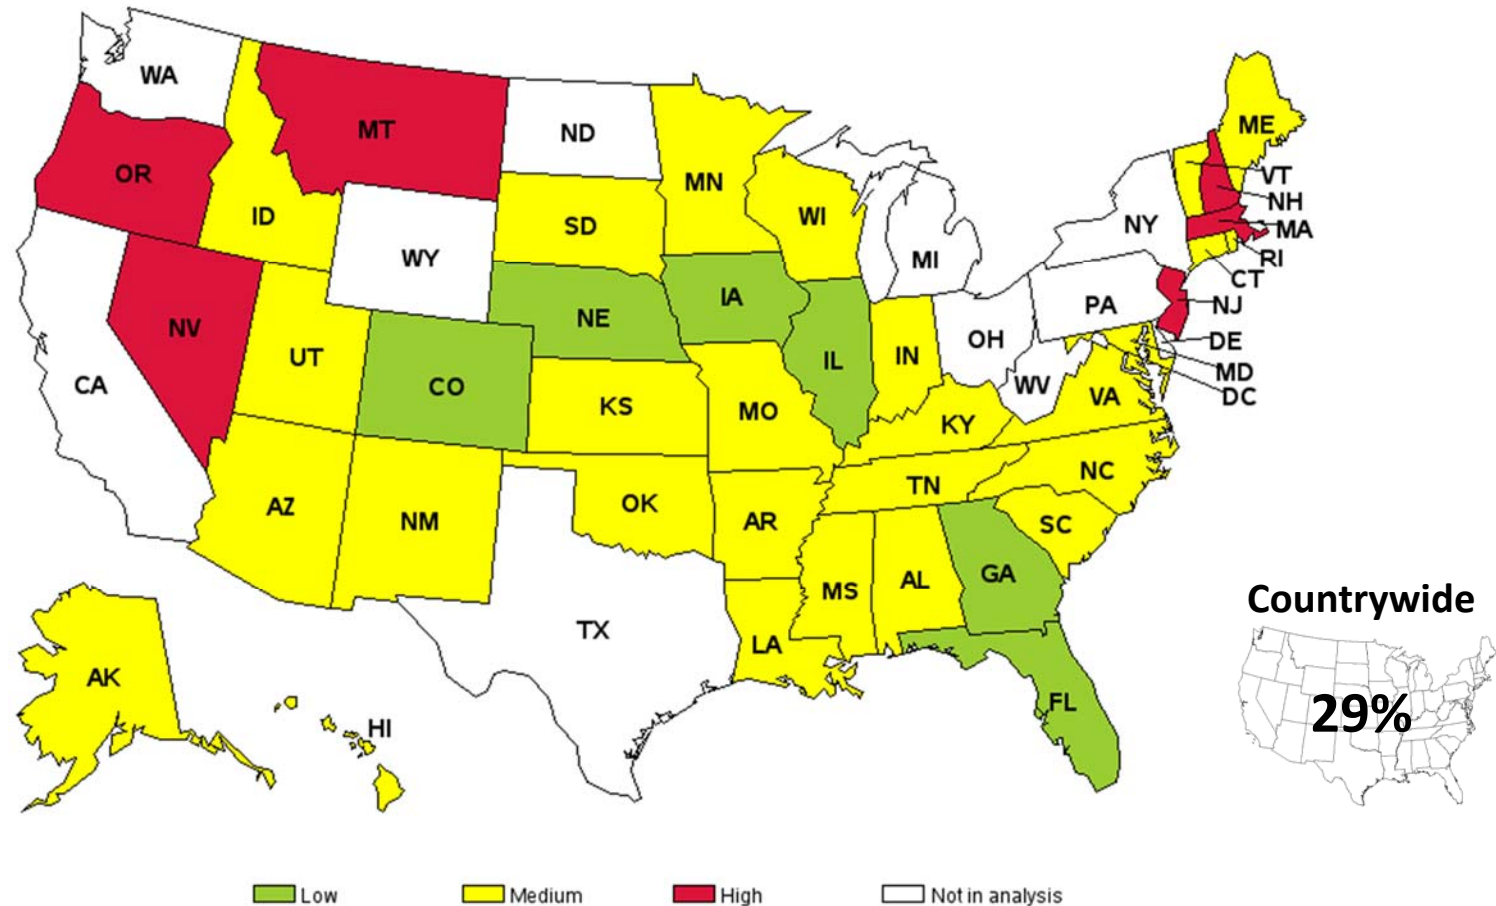 WA
MT
ND
ME
OR
MN
VT
ID
SD
WI
NH
NY
MA
WY
MI
RI
CT
IA
NJ
NV
NE
PA
UT
IL
IN
OH
DE
CA
CO
WV
MD
KS
MO
VA
DC
KY
AZ
NM
OK
AR
TN
NC
SC
MS
AL
GA
Countrywide
TX
LA
AK
HI
FL
29%
Low
Medium
High
Not in analysis